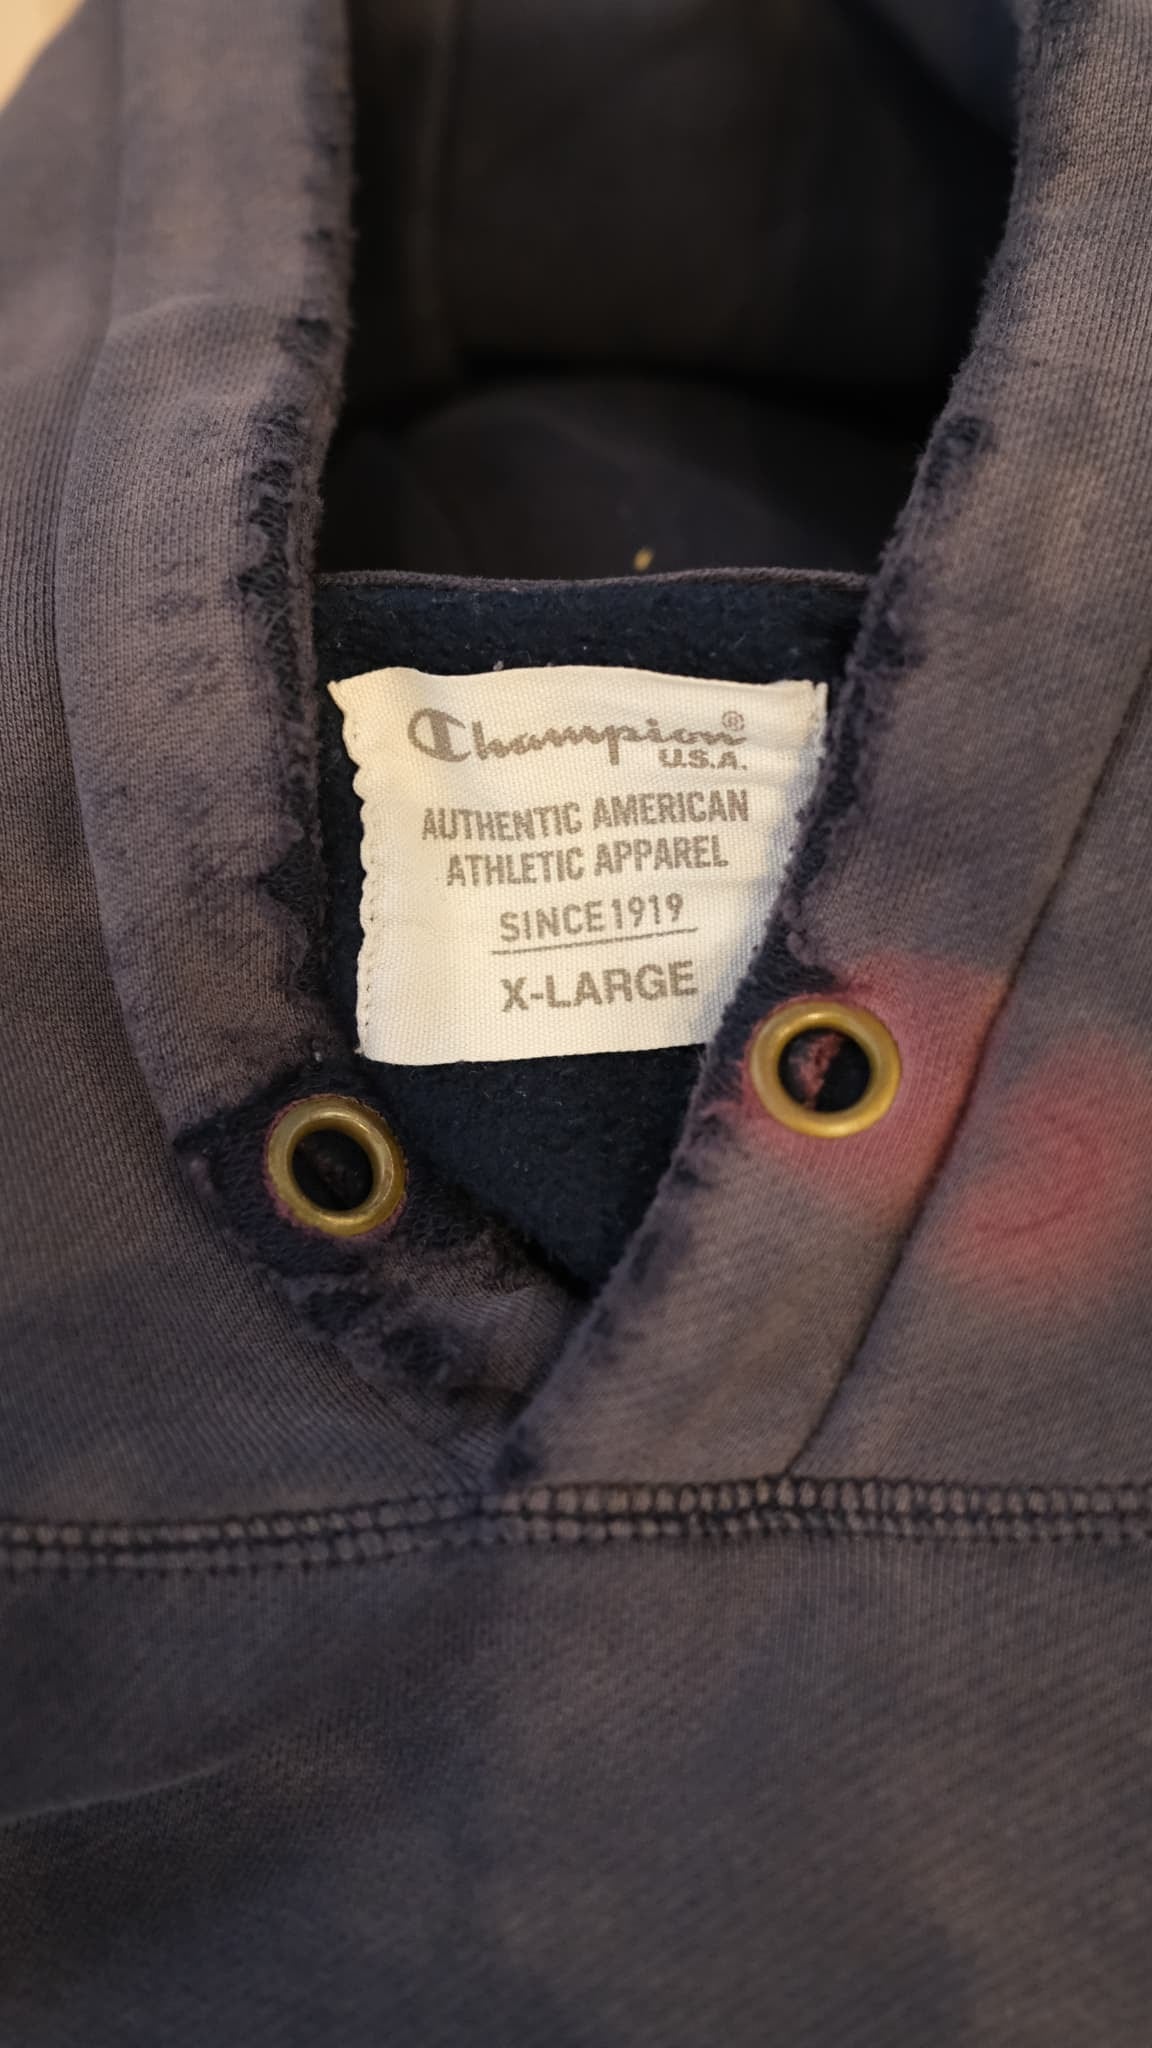 Champion®
U.S.A.
AUTHENTIC AMERICAN
ATHLETIC APPAREL
SINCE 1919
X-LARGE